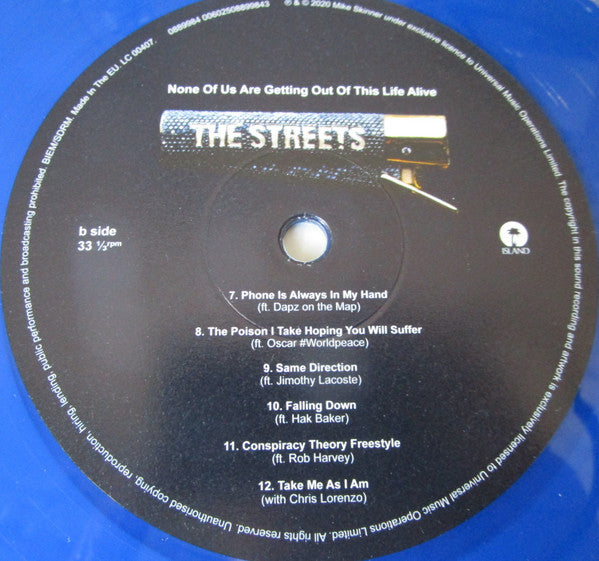 None Of Us Are Getting Out Of This Life Alive
THE STREETS
b side
33 ⅓rpm
ISLAND
7. Phone Is Always In My Hand
(ft. Dapz on the Map)
8. The Poison I Take Hoping You Will Suffer
(ft. Oscar #Worldpeace)
9. Same Direction
(ft. Jimothy Lacoste)
10. Falling Down
(ft. Hak Baker)
11. Conspiracy Theory Freestyle
(ft. Rob Harvey)
12. Take Me As I Am
(with Chris Lorenzo)
0889984 00602508899843 ℗ & © 2020 Mike Skinner under exclusive licence to Universal Music Operations Limited. The copyright in this sound recording and artwork is exclusively licensed to Universal Music Operations Limited. All rights reserved. Unauthorised copying, reproduction, hiring, lending, public performance and broadcasting prohibited. BIEM/SDRM. Made in The EU. LC 00407.